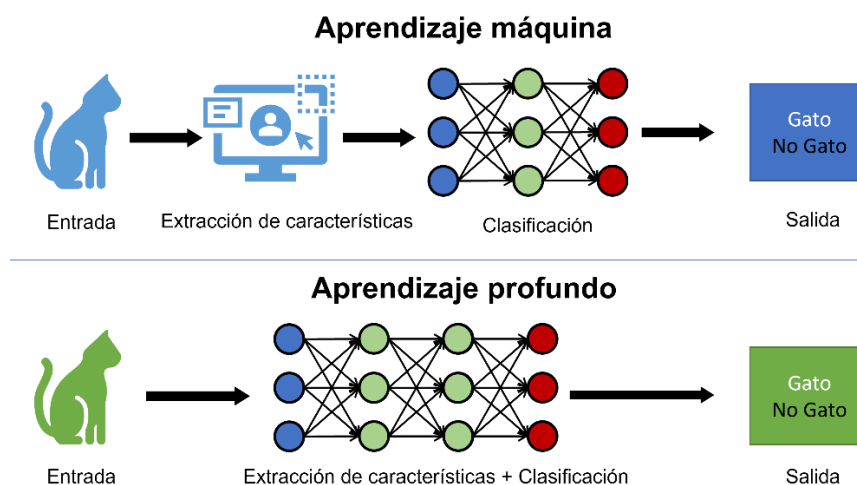 Aprendizaje máquina
Gato
No Gato
Entrada
Extracción de características
Clasificación
Salida
Aprendizaje profundo
Gato
No Gato
Entrada
Extracción de características + Clasificación
Salida